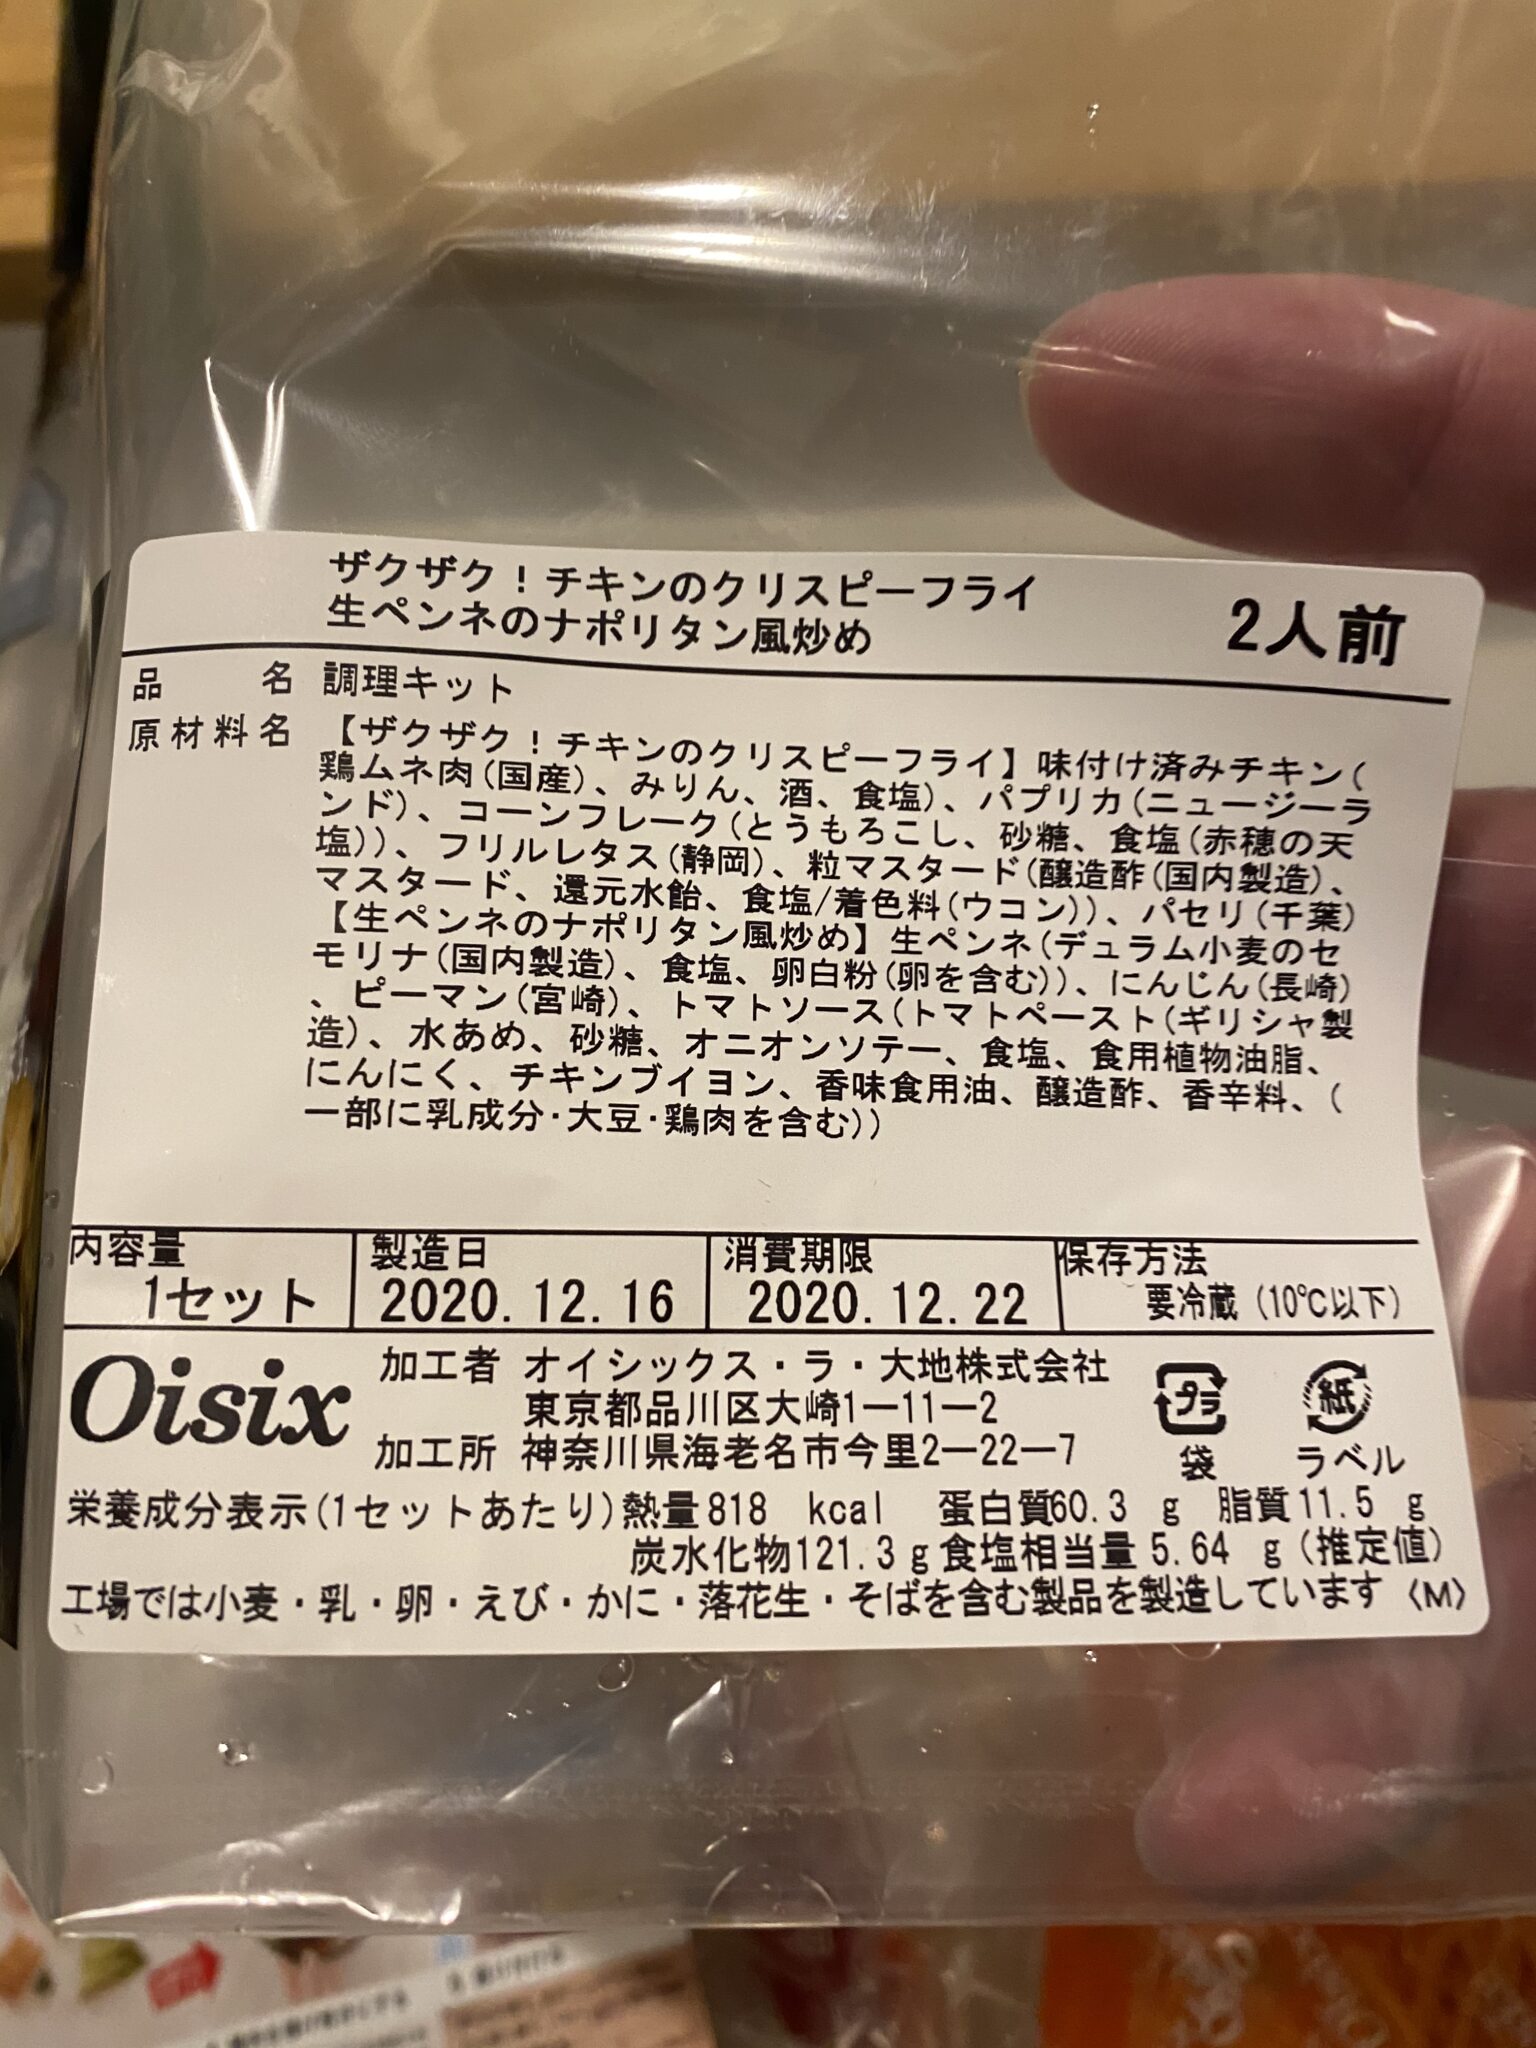 ザクザク！チキンのクリスピーフライ
生ペンネのナポリタン風炒め
2人前
品名 調理キット
原材料名 【ザクザク！チキンのクリスピーフライ】味付け済みチキン(
鶏ムネ肉(国産)、みりん、酒、食塩)、パプリカ(ニュージーラ
ンド)、コーンフレーク(とうもろこし、砂糖、食塩(赤穂の天
塩))、フリルレタス(静岡)、粒マスタード(醸造酢(国内製造)、
マスタード、還元水飴、食塩/着色料(ウコン))、パセリ(千葉)
【生ペンネのナポリタン風炒め】生ペンネ(デュラム小麦のセ
モリナ(国内製造)、食塩、卵白粉(卵を含む))、にんじん(長崎)
、ピーマン(宮崎)、トマトソース(トマトペースト(ギリシャ製
造)、水あめ、砂糖、オニオンソテー、食塩、食用植物油脂、
にんにく、チキンブイヨン、香味食用油、醸造酢、香辛料、(
一部に乳成分・大豆・鶏肉を含む))
内容量 製造日 消費期限 保存方法
1セット 2020.12.16 2020.12.22 要冷蔵(10℃以下)
Oisix
加工者 オイシックス・ラ・大地株式会社
東京都品川区大崎1ー11ー2
加工所 神奈川県海老名市今里2ー22ー7
プラ 紙
袋 ラベル
栄養成分表示(1セットあたり)熱量818 kcal 蛋白質60.3 g 脂質11.5 g
炭水化物121.3g食塩相当量5.64 g(推定値)
工場では小麦・乳・卵・えび・かに・落花生・そばを含む製品を製造しています 〈M〉